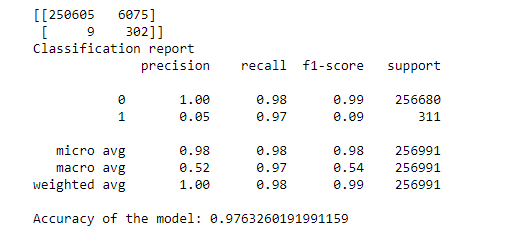 [[250605 6075]
[ 9 302]]
Classification report
precision recall f1-score support
0 1.00 0.98 0.99 256680
1 0.05 0.97 0.09 311
micro avg 0.98 0.98 0.98 256991
macro avg 0.52 0.97 0.54 256991
weighted avg 1.00 0.98 0.99 256991
Accuracy of the model: 0.9763260191991159